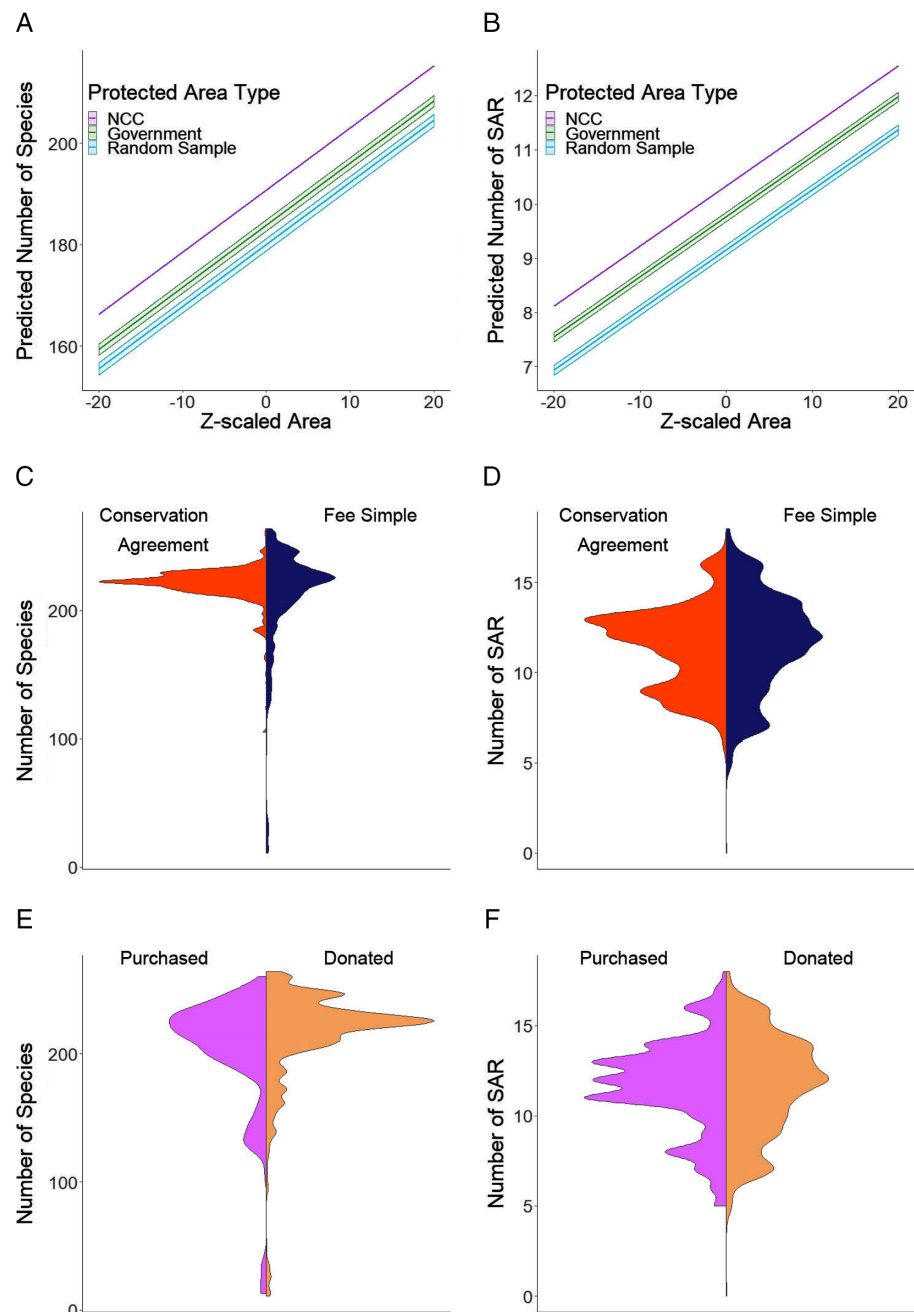 A
Predicted Number of Species
200
180
160
Protected Area Type
NCC
Government
Random Sample
-20
-10
0
10
20
Z-scaled Area
B
Predicted Number of SAR
12
11
10
9
8
7
Protected Area Type
NCC
Government
Random Sample
-20
-10
0
10
20
Z-scaled Area
C
Conservation
Agreement
Fee Simple
Number of Species
200
100
0
D
Conservation
Agreement
Fee Simple
Number of SAR
15
10
5
0
E
Purchased
Donated
Number of Species
200
100
0
F
Purchased
Donated
Number of SAR
15
10
5
0